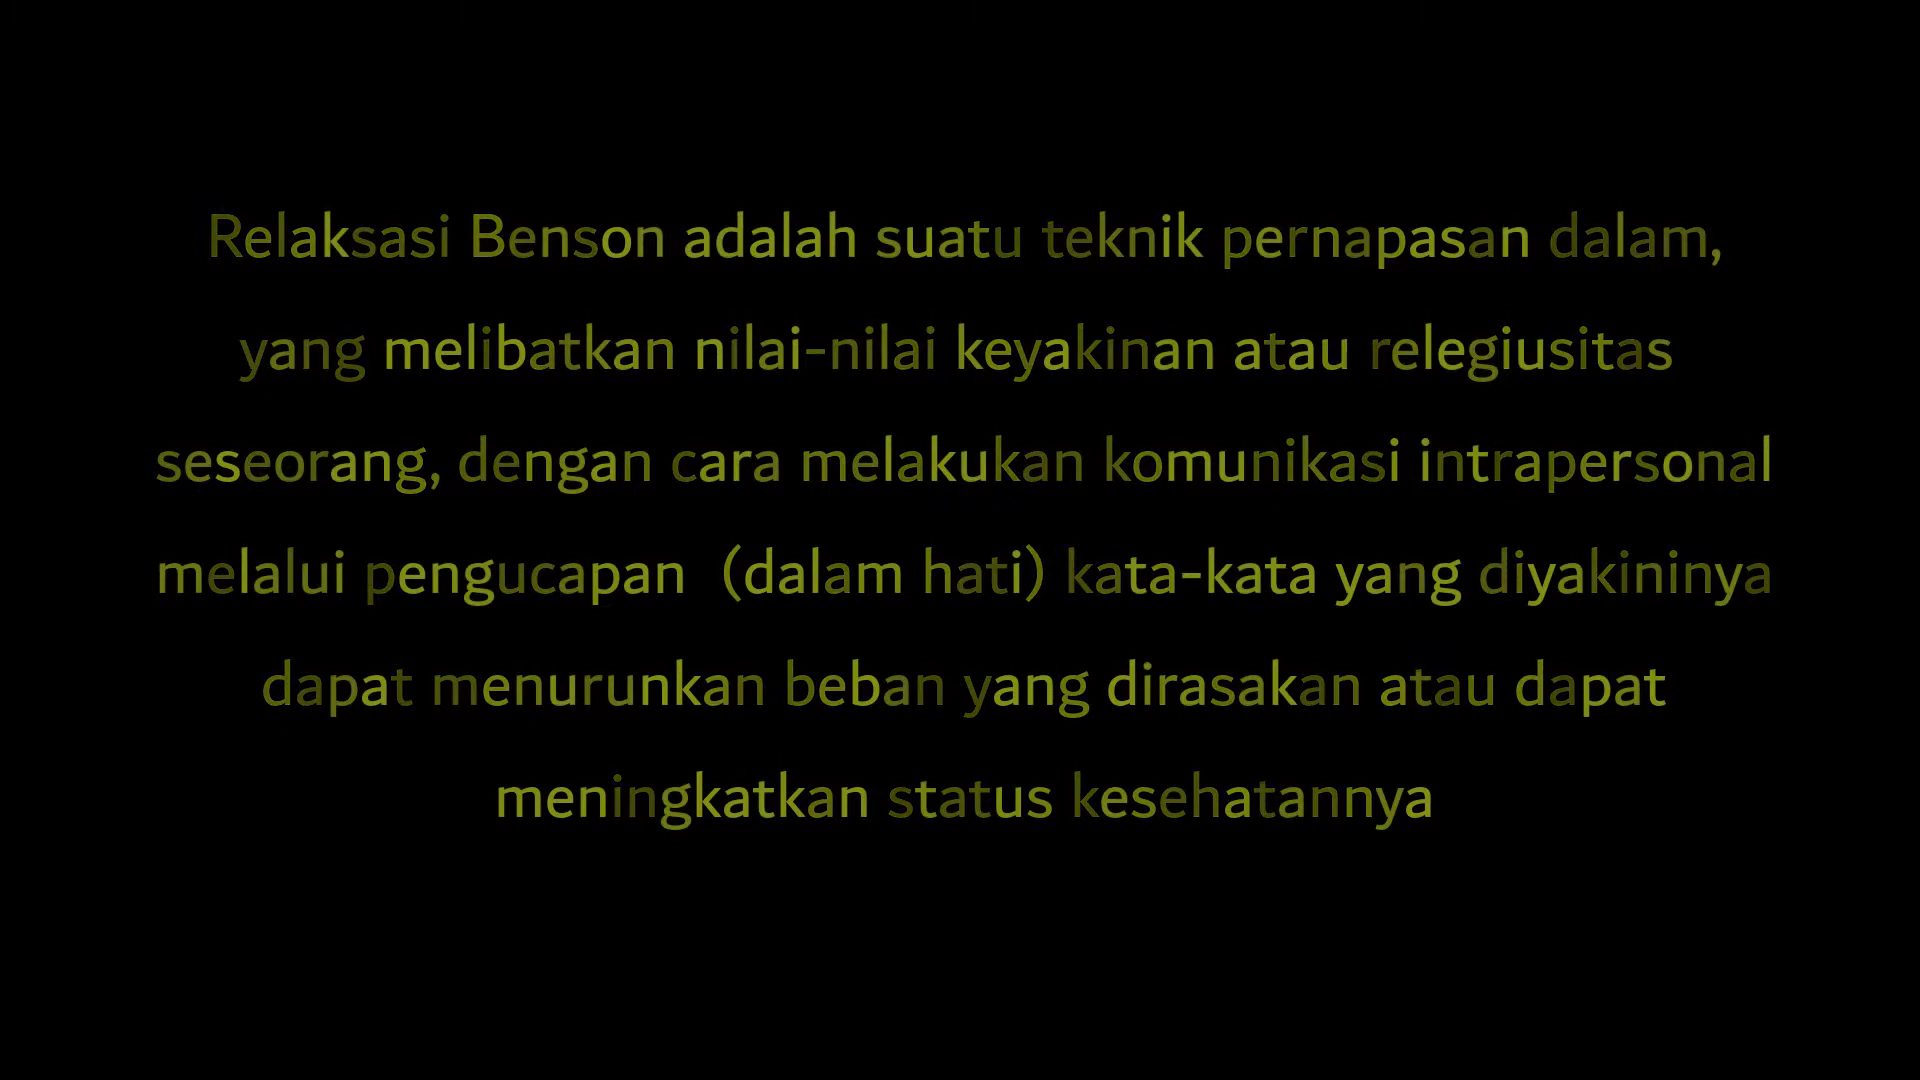 Relaksasi Benson adalah suatu teknik pernapasan dalam,
yang melibatkan nilai-nilai keyakinan atau relegiusitas
seseorang, dengan cara melakukan komunikasi intrapersonal
melalui pengucapan  (dalam hati) kata-kata yang diyakininya
dapat menurunkan beban yang dirasakan atau dapat
meningkatkan status kesehatannya